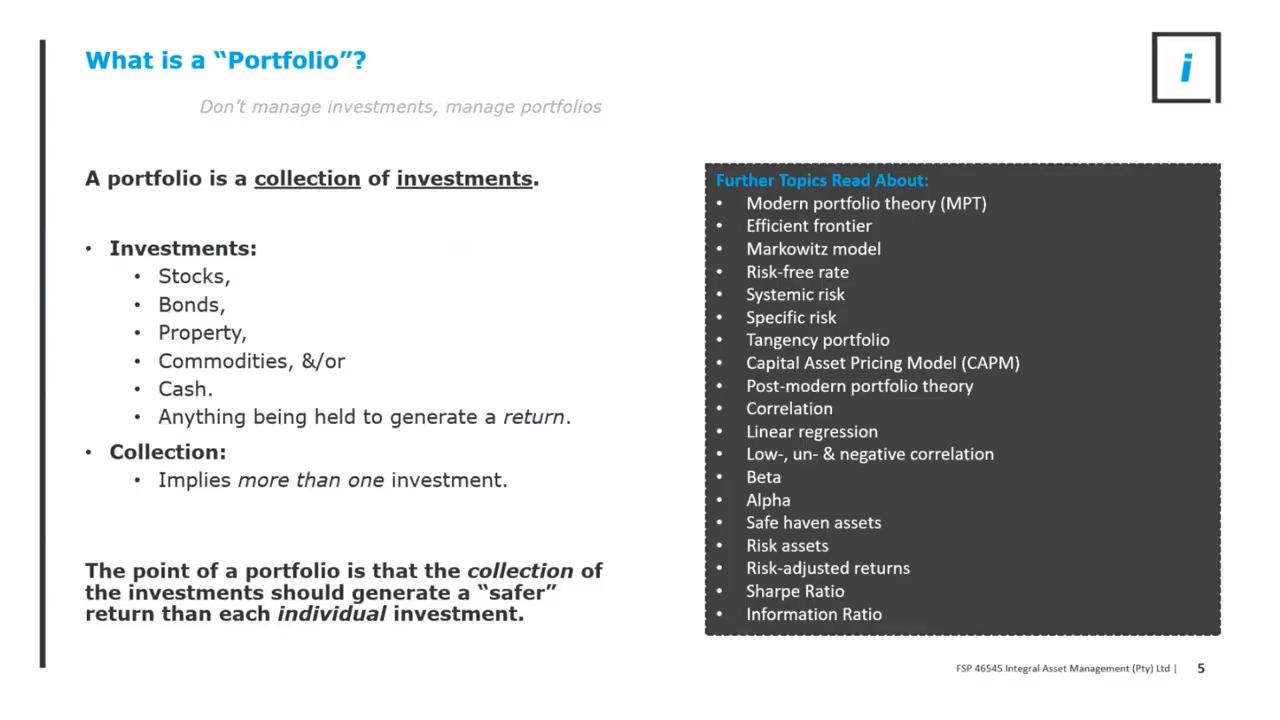 What is a “Portfolio”?
i
Don’t manage investments, manage portfolios
A portfolio is a collection of investments.
• Investments:
• Stocks,
• Bonds,
• Property,
• Commodities, &/or
• Cash.
• Anything being held to generate a return.
• Collection:
• Implies more than one investment.
The point of a portfolio is that the collection of
the investments should generate a “safer”
return than each individual investment.
Further Topics Read About:
• Modern portfolio theory (MPT)
• Efficient frontier
• Markowitz model
• Risk-free rate
• Systemic risk
• Specific risk
• Tangency portfolio
• Capital Asset Pricing Model (CAPM)
• Post-modern portfolio theory
• Correlation
• Linear regression
• Low-, un- & negative correlation
• Beta
• Alpha
• Safe haven assets
• Risk assets
• Risk-adjusted returns
• Sharpe Ratio
• Information Ratio
FSP 46545 Integral Asset Management (Pty) Ltd | 5